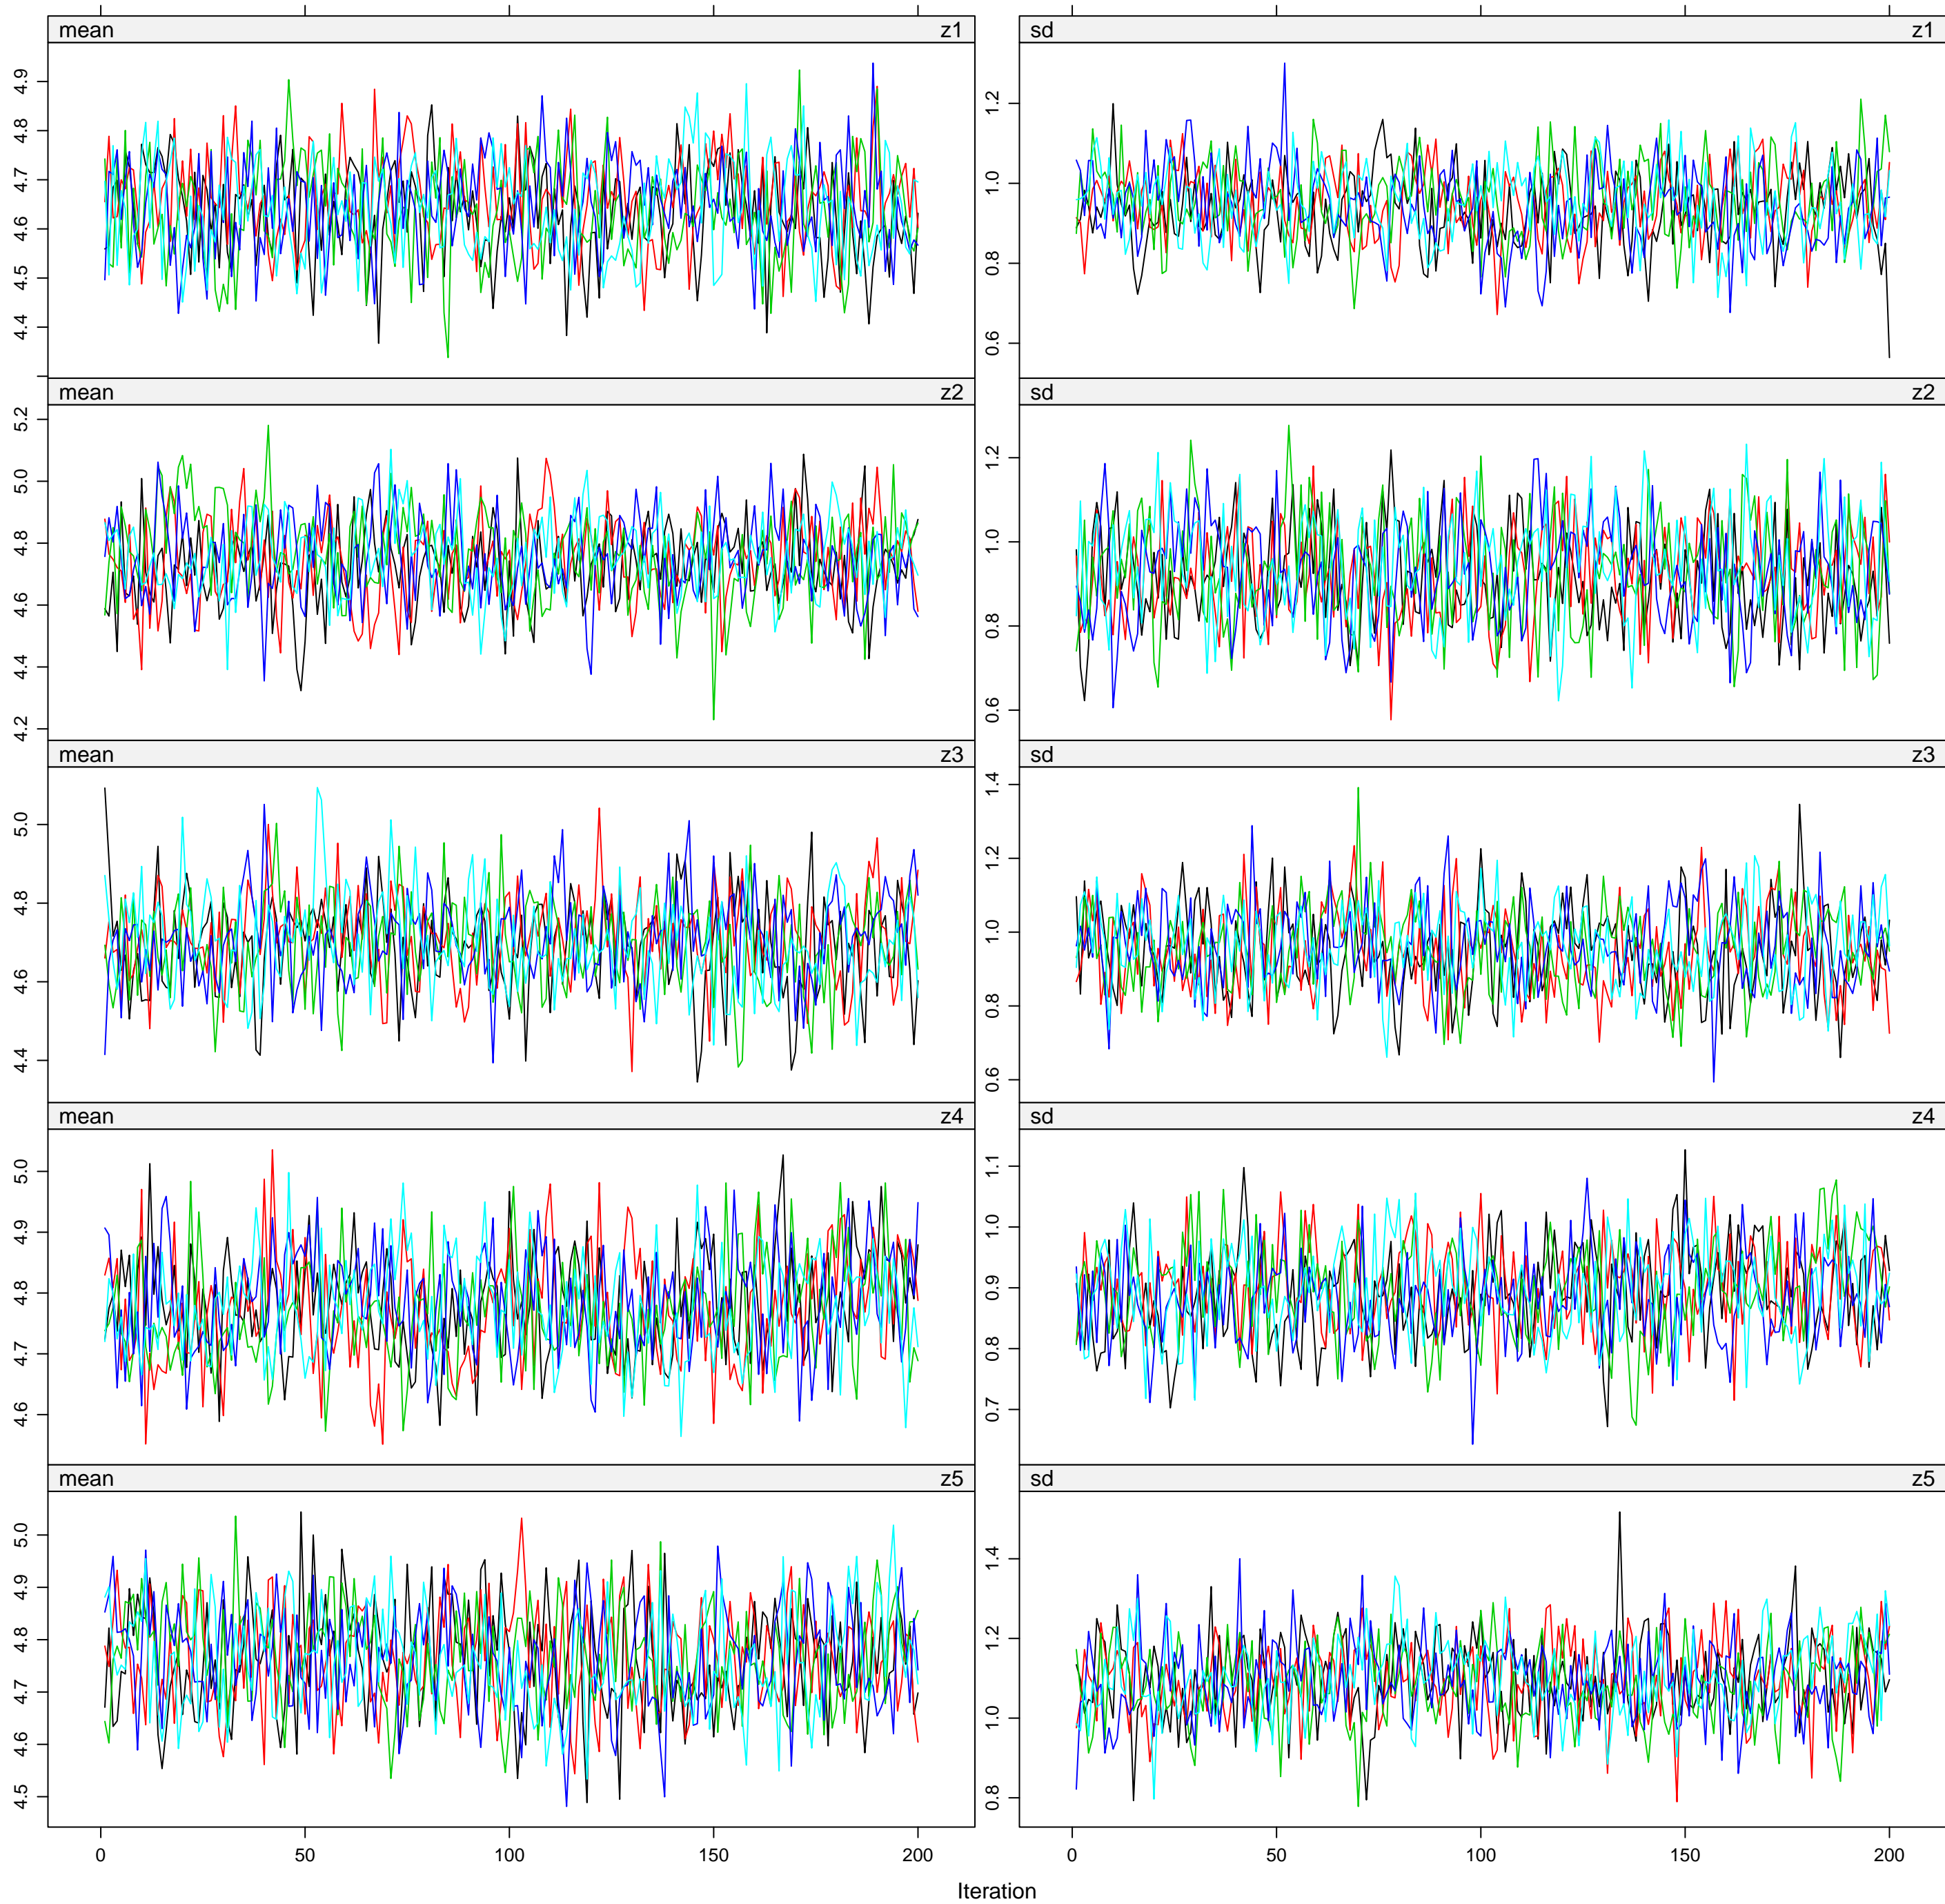 mean z1 sd z1
4.4 4.5 4.6 4.7 4.8 4.9
0.6 0.8 1.0 1.2
mean z2 sd z2
4.2 4.4 4.6 4.8 5.0 5.2
0.6 0.8 1.0 1.2
mean z3 sd z3
4.4 4.6 4.8 5.0
0.6 0.8 1.0 1.2 1.4
mean z4 sd z4
4.6 4.7 4.8 4.9 5.0
0.7 0.8 0.9 1.0 1.1
mean z5 sd z5
4.5 4.6 4.7 4.8 4.9 5.0
0.8 1.0 1.2 1.4
0 50 100 150 200 0 50 100 150 200
Iteration